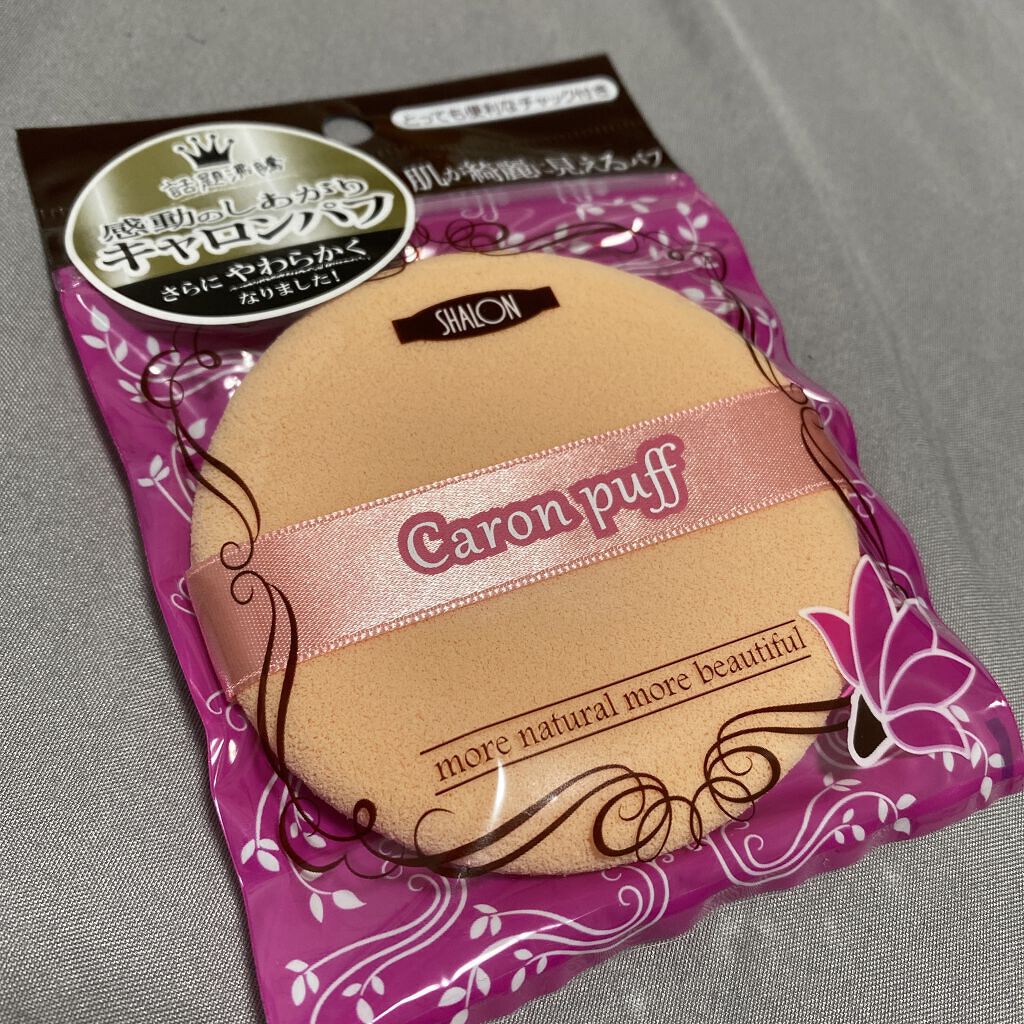 とっても便利なチャック付き
肌が綺麗に見えるパフ
話題沸騰
感動のしあがり
キャロンパフ
さらにやわらかく
なりました!
SHALON
Caron puff
more natural more beautiful